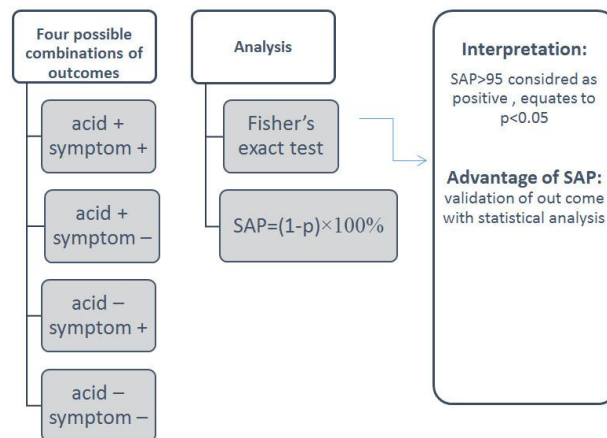 Four possible
combinations of
outcomes
acid +
symptom +
acid +
symptom –
acid –
symptom +
acid –
symptom –
Analysis
Fisher's
exact test
SAP=(1-p)×100%
Interpretation:
SAP>95 considred as
positive , equates to
p<0.05
Advantage of SAP:
validation of out come
with statistical analysis